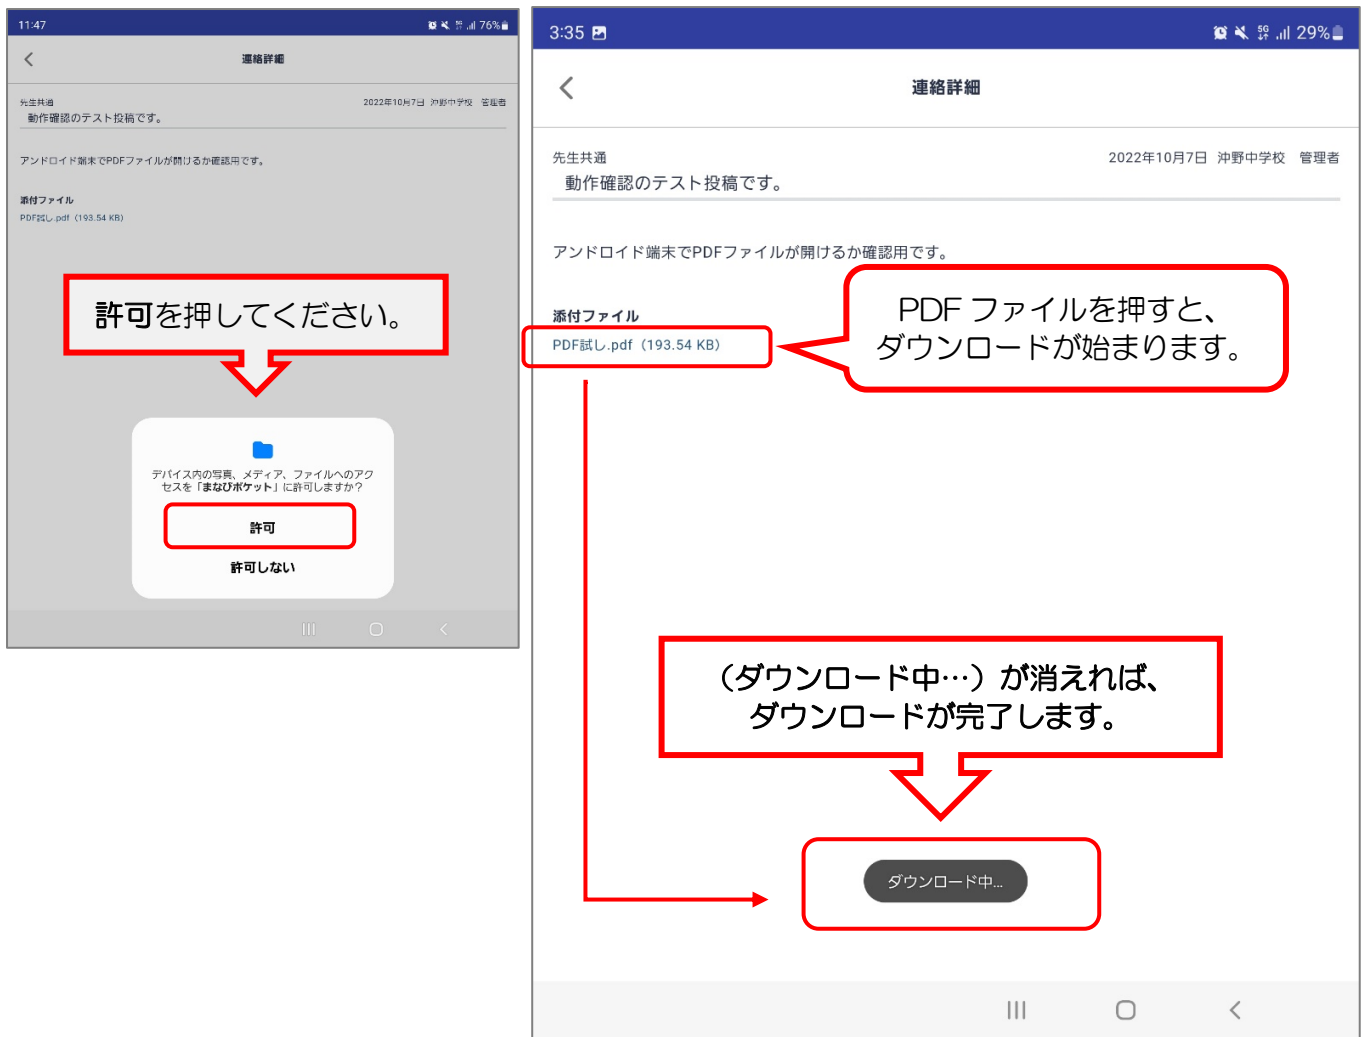 11:47
5G
76%
連絡詳細
先生共通
2022年10月7日 沖野中学校 管理者
動作確認のテスト投稿です。
アンドロイド端末でPDFファイルが開けるか確認用です。
添付ファイル
PDF試し.pdf（193.54 KB）
許可を押してください。
デバイス内の写真、メディア、ファイルへのアク
セスを「まなびポケット」に許可しますか？
許可
許可しない
3:35
5G
29%
連絡詳細
先生共通
2022年10月7日 沖野中学校 管理者
動作確認のテスト投稿です。
アンドロイド端末でPDFファイルが開けるか確認用です。
添付ファイル
PDF試し.pdf（193.54 KB）
PDF ファイルを押すと、
ダウンロードが始まります。
（ダウンロード中…）が消えれば、
ダウンロードが完了します。
ダウンロード中...